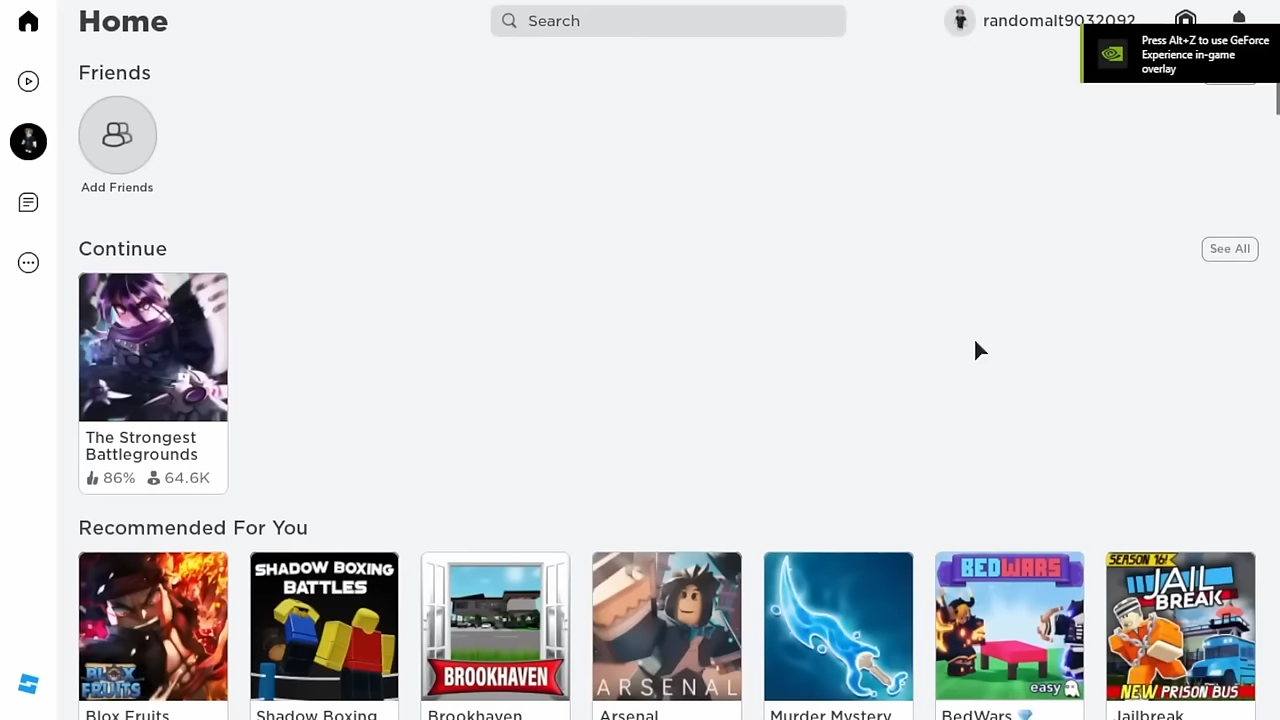 Home
Search
randomalt9032092
Press Alt+Z to use GeForce
Experience in-game
overlay
Friends
Add Friends
Continue
See All
The Strongest
Battlegrounds
86% 64.6K
Recommended For You
BLOX
FRUITS
SHADOW BOXING
BATTLES
BROOKHAVEN
ARSENAL
BEDWARS
easy
SEASON 16!
JAIL
BREAK
NEW PRISON BUS
Blox Fruits
Shadow Boxing
Brookhaven
Arsenal
Murder Mystery
BedWars 💎
Jailbreak